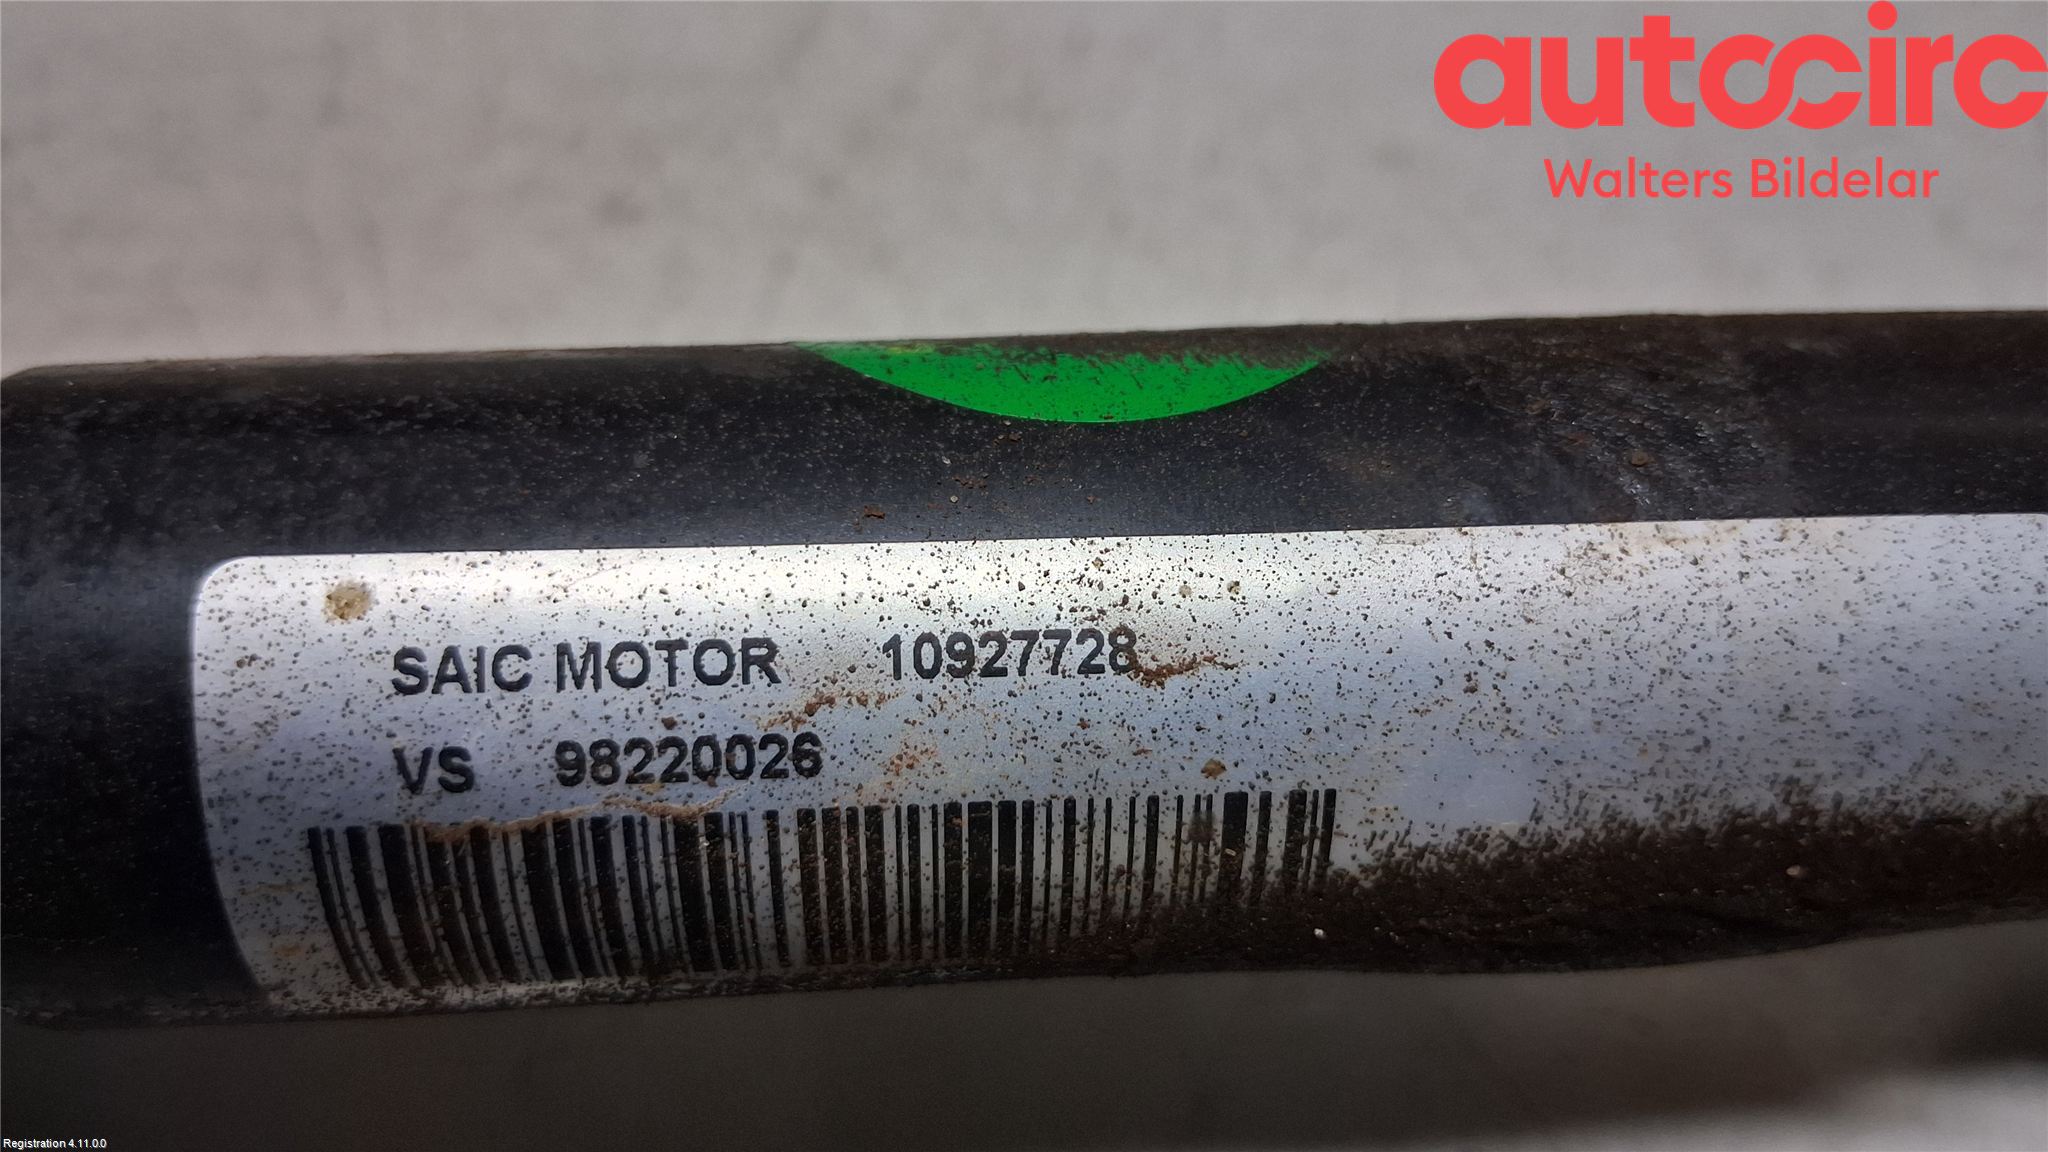 autocirc
Walters Bildelar
SAIC MOTOR 10927728
VS 98220026
Registration 4.11.0.0